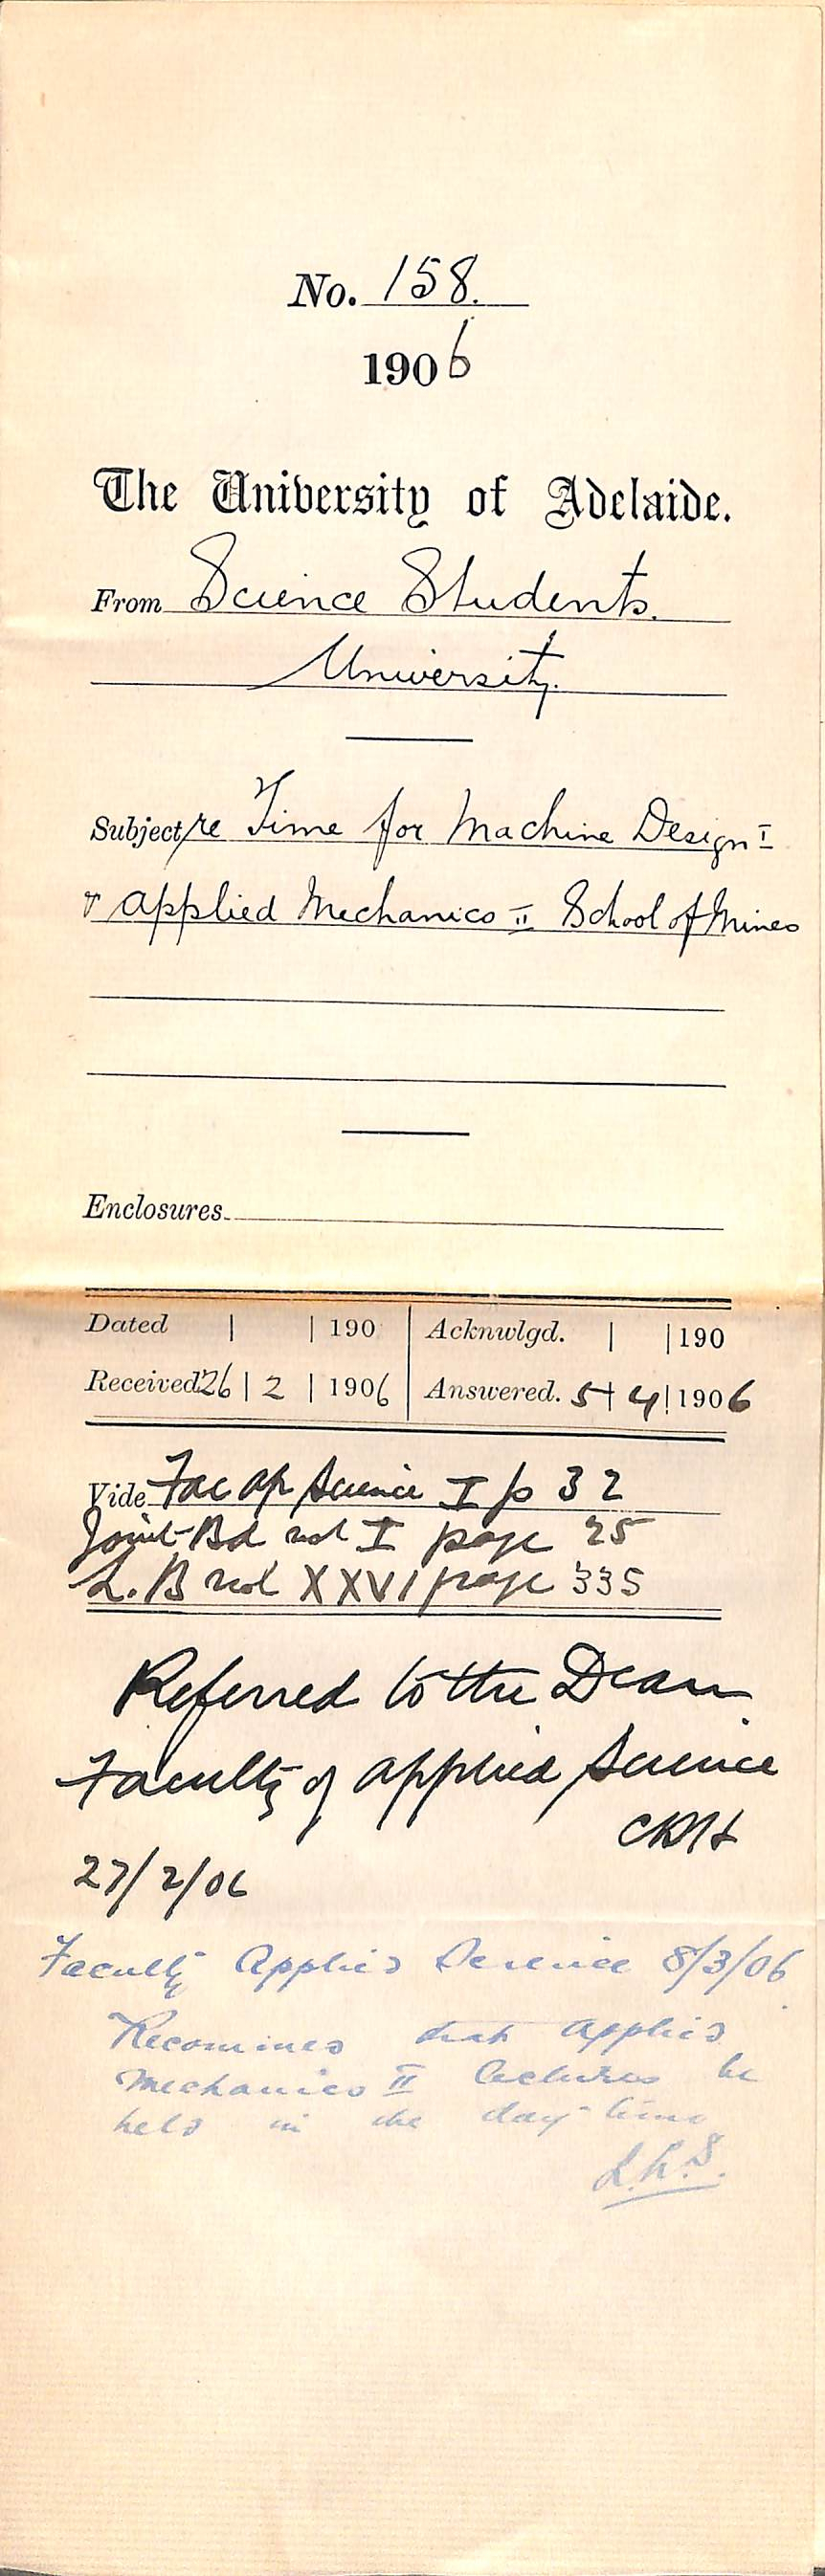 No. 158.
1906
The University of Adelaide.
From Science Students.
University.
Subject re Time for Machine Design I
& Applied Mechanics II School of Mines
Enclosures
Dated | | 190 | Acknwlgd. | | 190
Received 26 | 2 | 1906 | Answered. 5 | 4 | 1906
Vide Fac Ap Science I p 32
Joint Bd vol I page 25
L. B vol XXVI page 335
Referred to the Dean
Faculty of Applied Science
CRH
27/2/06
Faculty Applied Science 8/3/06
Recommends that Applied
Mechanics II lectures be
held in the day-time